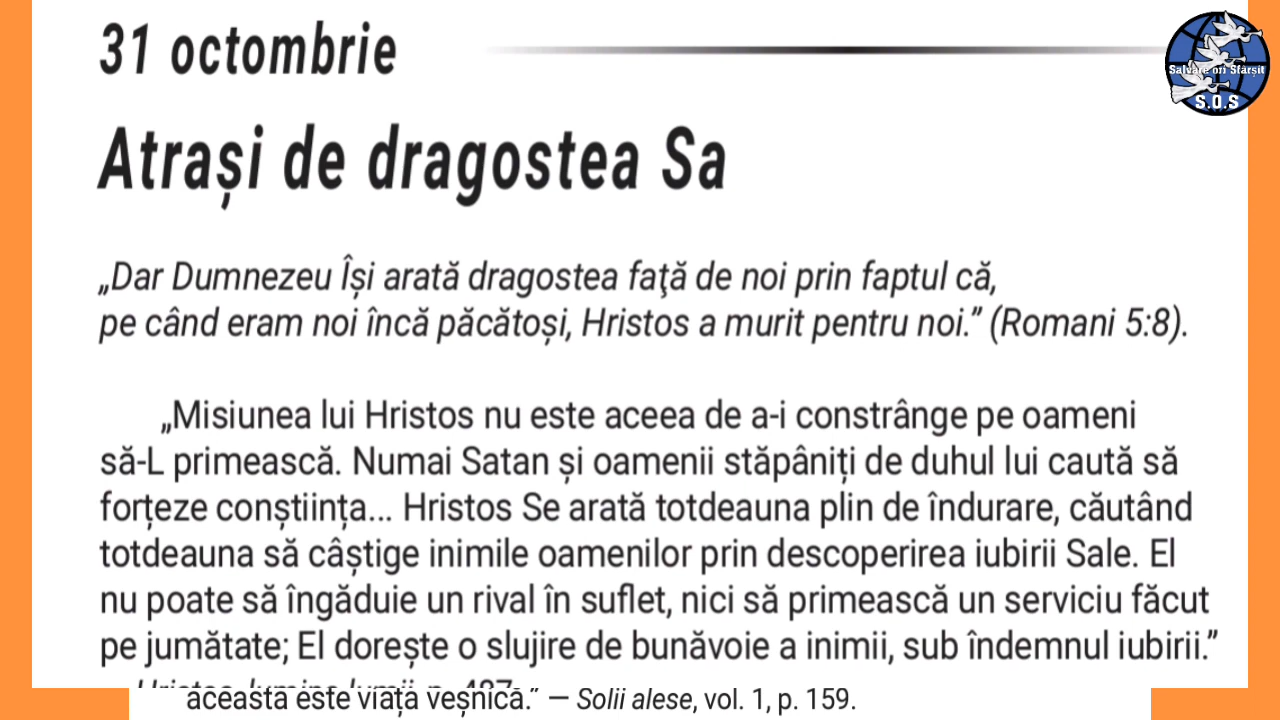 31 octombrie
Salvare ori Sfârșit
S.O.S
Atrași de dragostea Sa
„Dar Dumnezeu Își arată dragostea faţă de noi prin faptul că,
pe când eram noi încă păcătoși, Hristos a murit pentru noi.” (Romani 5:8).
„Misiunea lui Hristos nu este aceea de a-i constrânge pe oameni
să-L primească. Numai Satan și oamenii stăpâniți de duhul lui caută să
forțeze conștiința... Hristos Se arată totdeauna plin de îndurare, căutând
totdeauna să câștige inimile oamenilor prin descoperirea iubirii Sale. El
nu poate să îngăduie un rival în suflet, nici să primească un serviciu făcut
pe jumătate; El dorește o slujire de bunăvoie a inimii, sub îndemnul iubirii.”
aceasta este viața veșnică.” — Solii alese, vol. 1, p. 159.